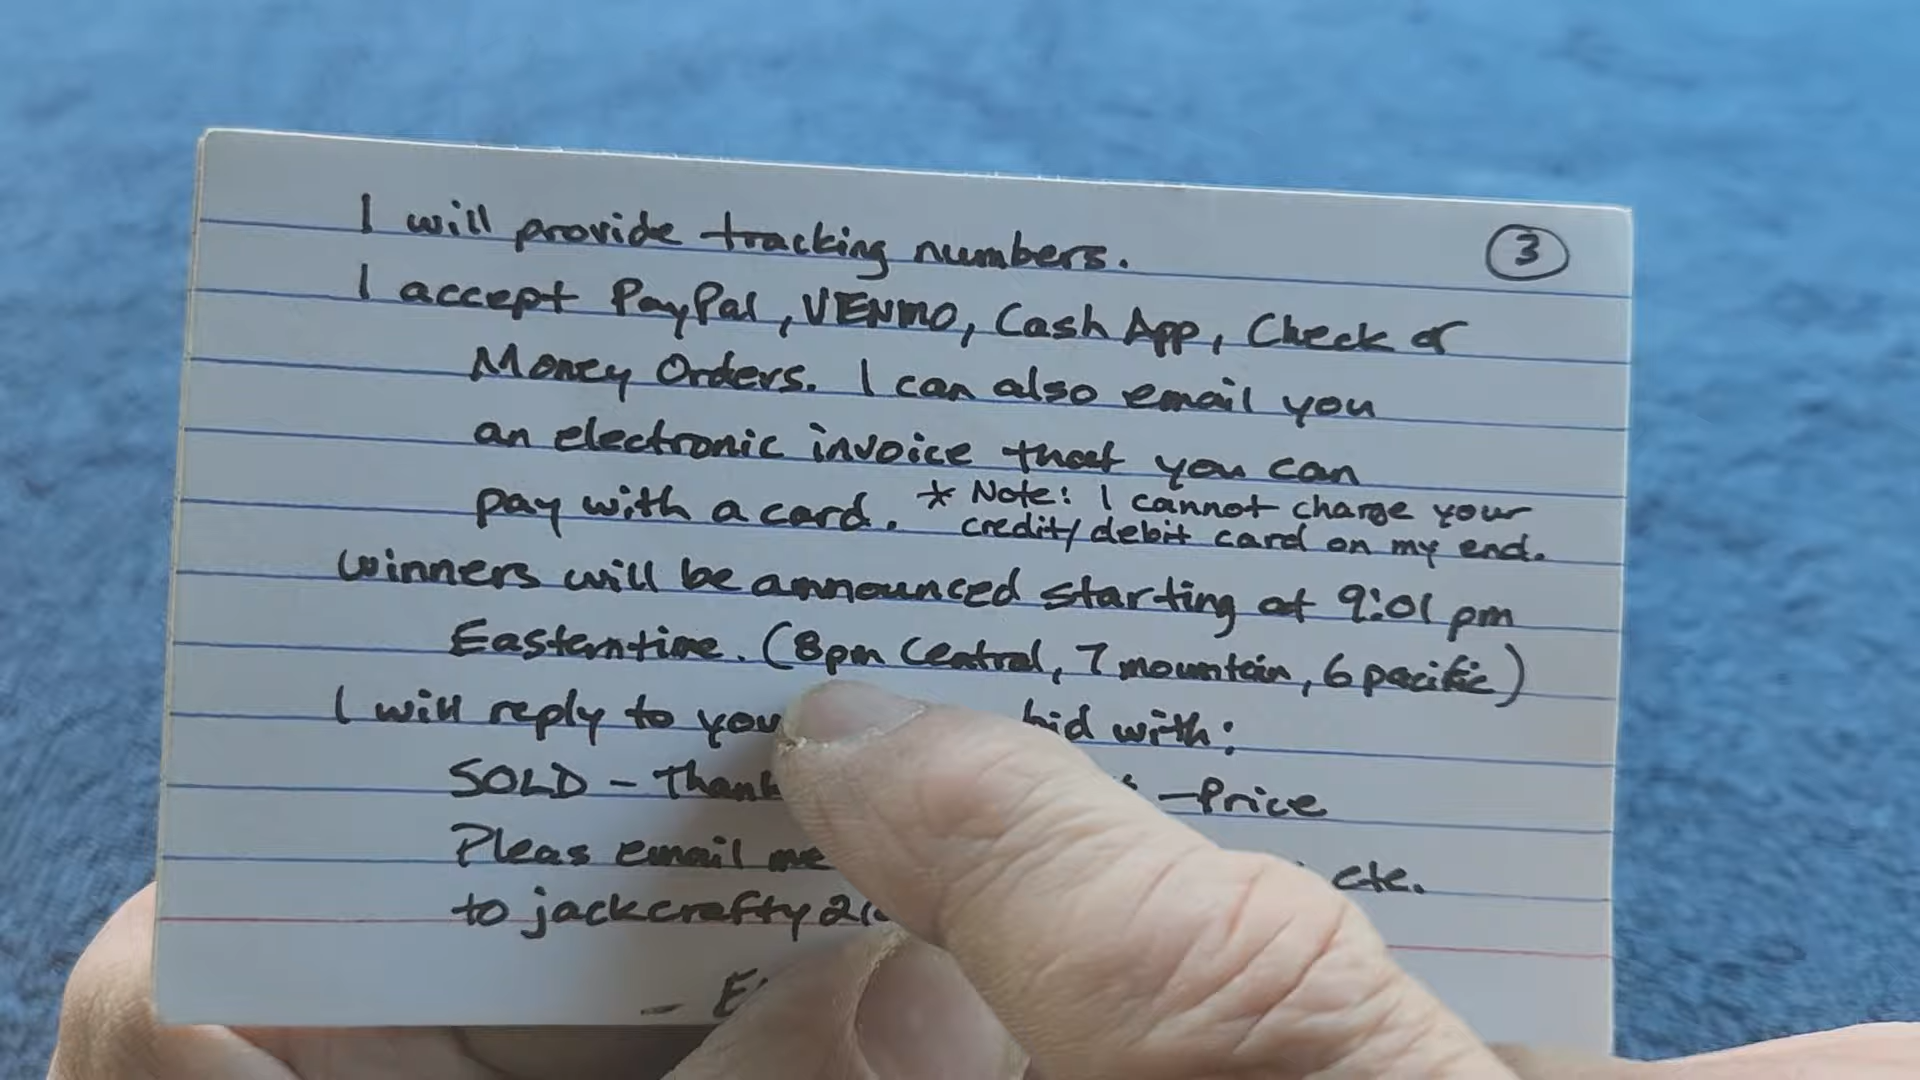 3
I will provide tracking numbers.
I accept PayPal, VENMO, Cash App, Check or
Money Orders. I can also email you
an electronic invoice that you can
pay with a card. * Note: I cannot charge your
credit/debit card on my end.
Winners will be announced starting at 9:01 pm
Eastern time. (8pm Central, 7 mountain, 6 pacific)
I will reply to you bid with:
SOLD - Thank - Price
Pleas email me etc.
to jackcrafty2